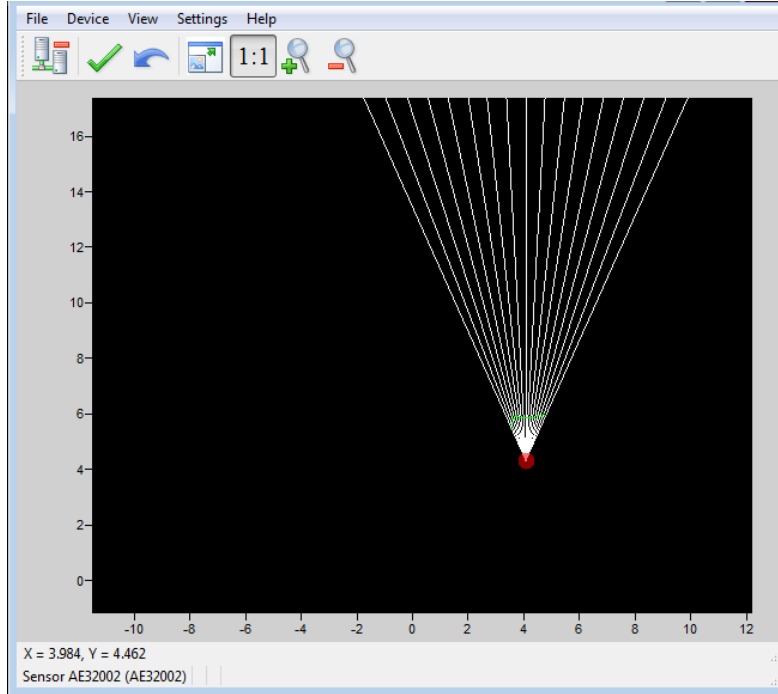 File Device View Settings Help
1:1
16
14
12
10
8
6
4
2
0
-10 -8 -6 -4 -2 0 2 4 6 8 10 12
X = 3.984, Y = 4.462
Sensor AE32002 (AE32002)